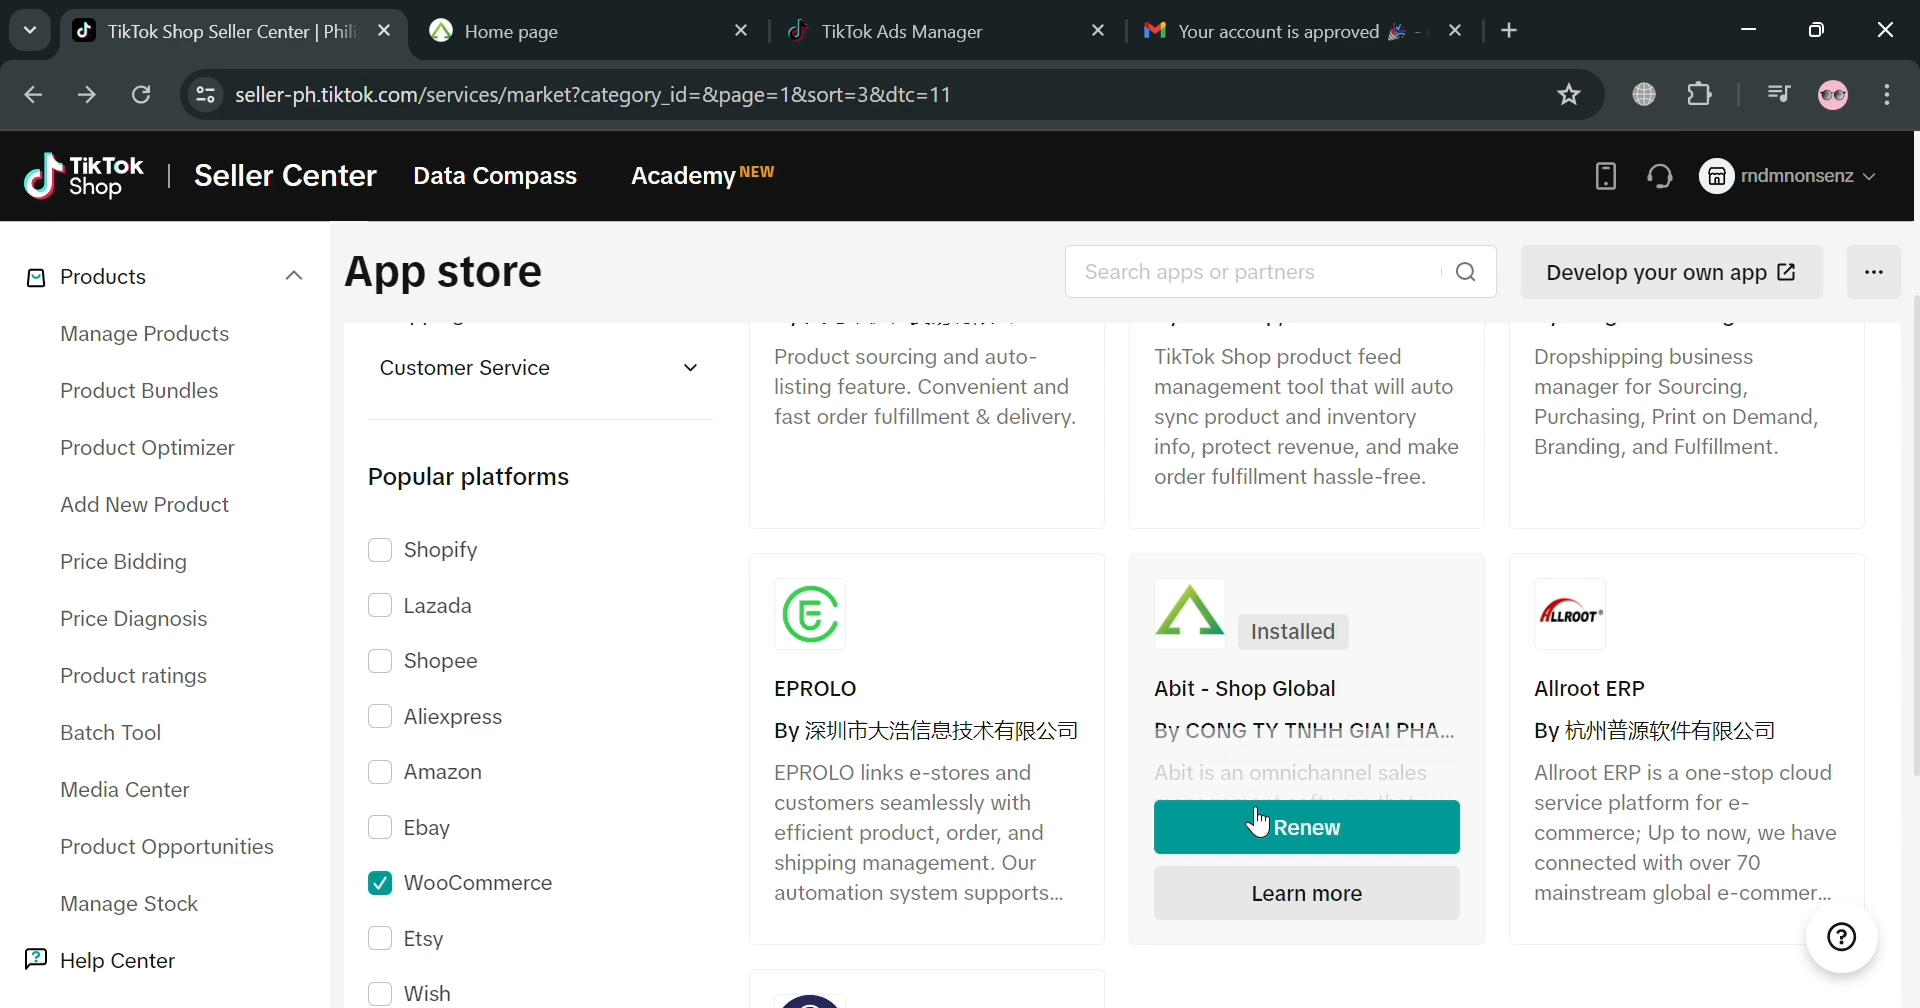 TikTok Shop Seller Center | Phili
Home page
TikTok Ads Manager
Your account is approved 🎉 -
seller-ph.tiktok.com/services/market?category_id=&page=1&sort=3&dtc=11
TikTok Shop
Seller Center
Data Compass
Academy NEW
rndmnonsenz
Products
Manage Products
Product Bundles
Product Optimizer
Add New Product
Price Bidding
Price Diagnosis
Product ratings
Batch Tool
Media Center
Product Opportunities
Manage Stock
Help Center
App store
Search apps or partners
Develop your own app
Customer Service
Popular platforms
Shopify
Lazada
Shopee
Aliexpress
Amazon
Ebay
WooCommerce
Etsy
Wish
Product sourcing and auto-
listing feature. Convenient and
fast order fulfillment & delivery.
TikTok Shop product feed
management tool that will auto
sync product and inventory
info, protect revenue, and make
order fulfillment hassle-free.
Dropshipping business
manager for Sourcing,
Purchasing, Print on Demand,
Branding, and Fulfillment.
EPROLO
By 深圳市大浩信息技术有限公司
EPROLO links e-stores and
customers seamlessly with
efficient product, order, and
shipping management. Our
automation system supports...
Installed
Abit - Shop Global
By CONG TY TNHH GIAI PHA...
Abit is an omnichannel sales
Renew
Learn more
ALLROOT
Allroot ERP
By 杭州普源软件有限公司
Allroot ERP is a one-stop cloud
service platform for e-
commerce; Up to now, we have
connected with over 70
mainstream global e-commer...